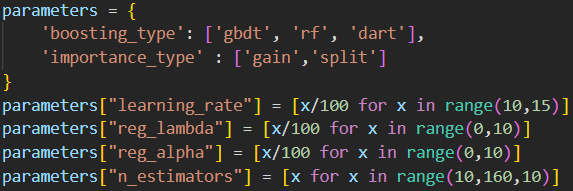 parameters = {
    'boosting_type': ['gbdt', 'rf', 'dart'],
    'importance_type' : ['gain','split']
}
parameters["learning_rate"] = [x/100 for x in range(10,15)]
parameters["reg_lambda"] = [x/100 for x in range(0,10)]
parameters["reg_alpha"] = [x/100 for x in range(0,10)]
parameters["n_estimators"] = [x for x in range(10,160,10)]